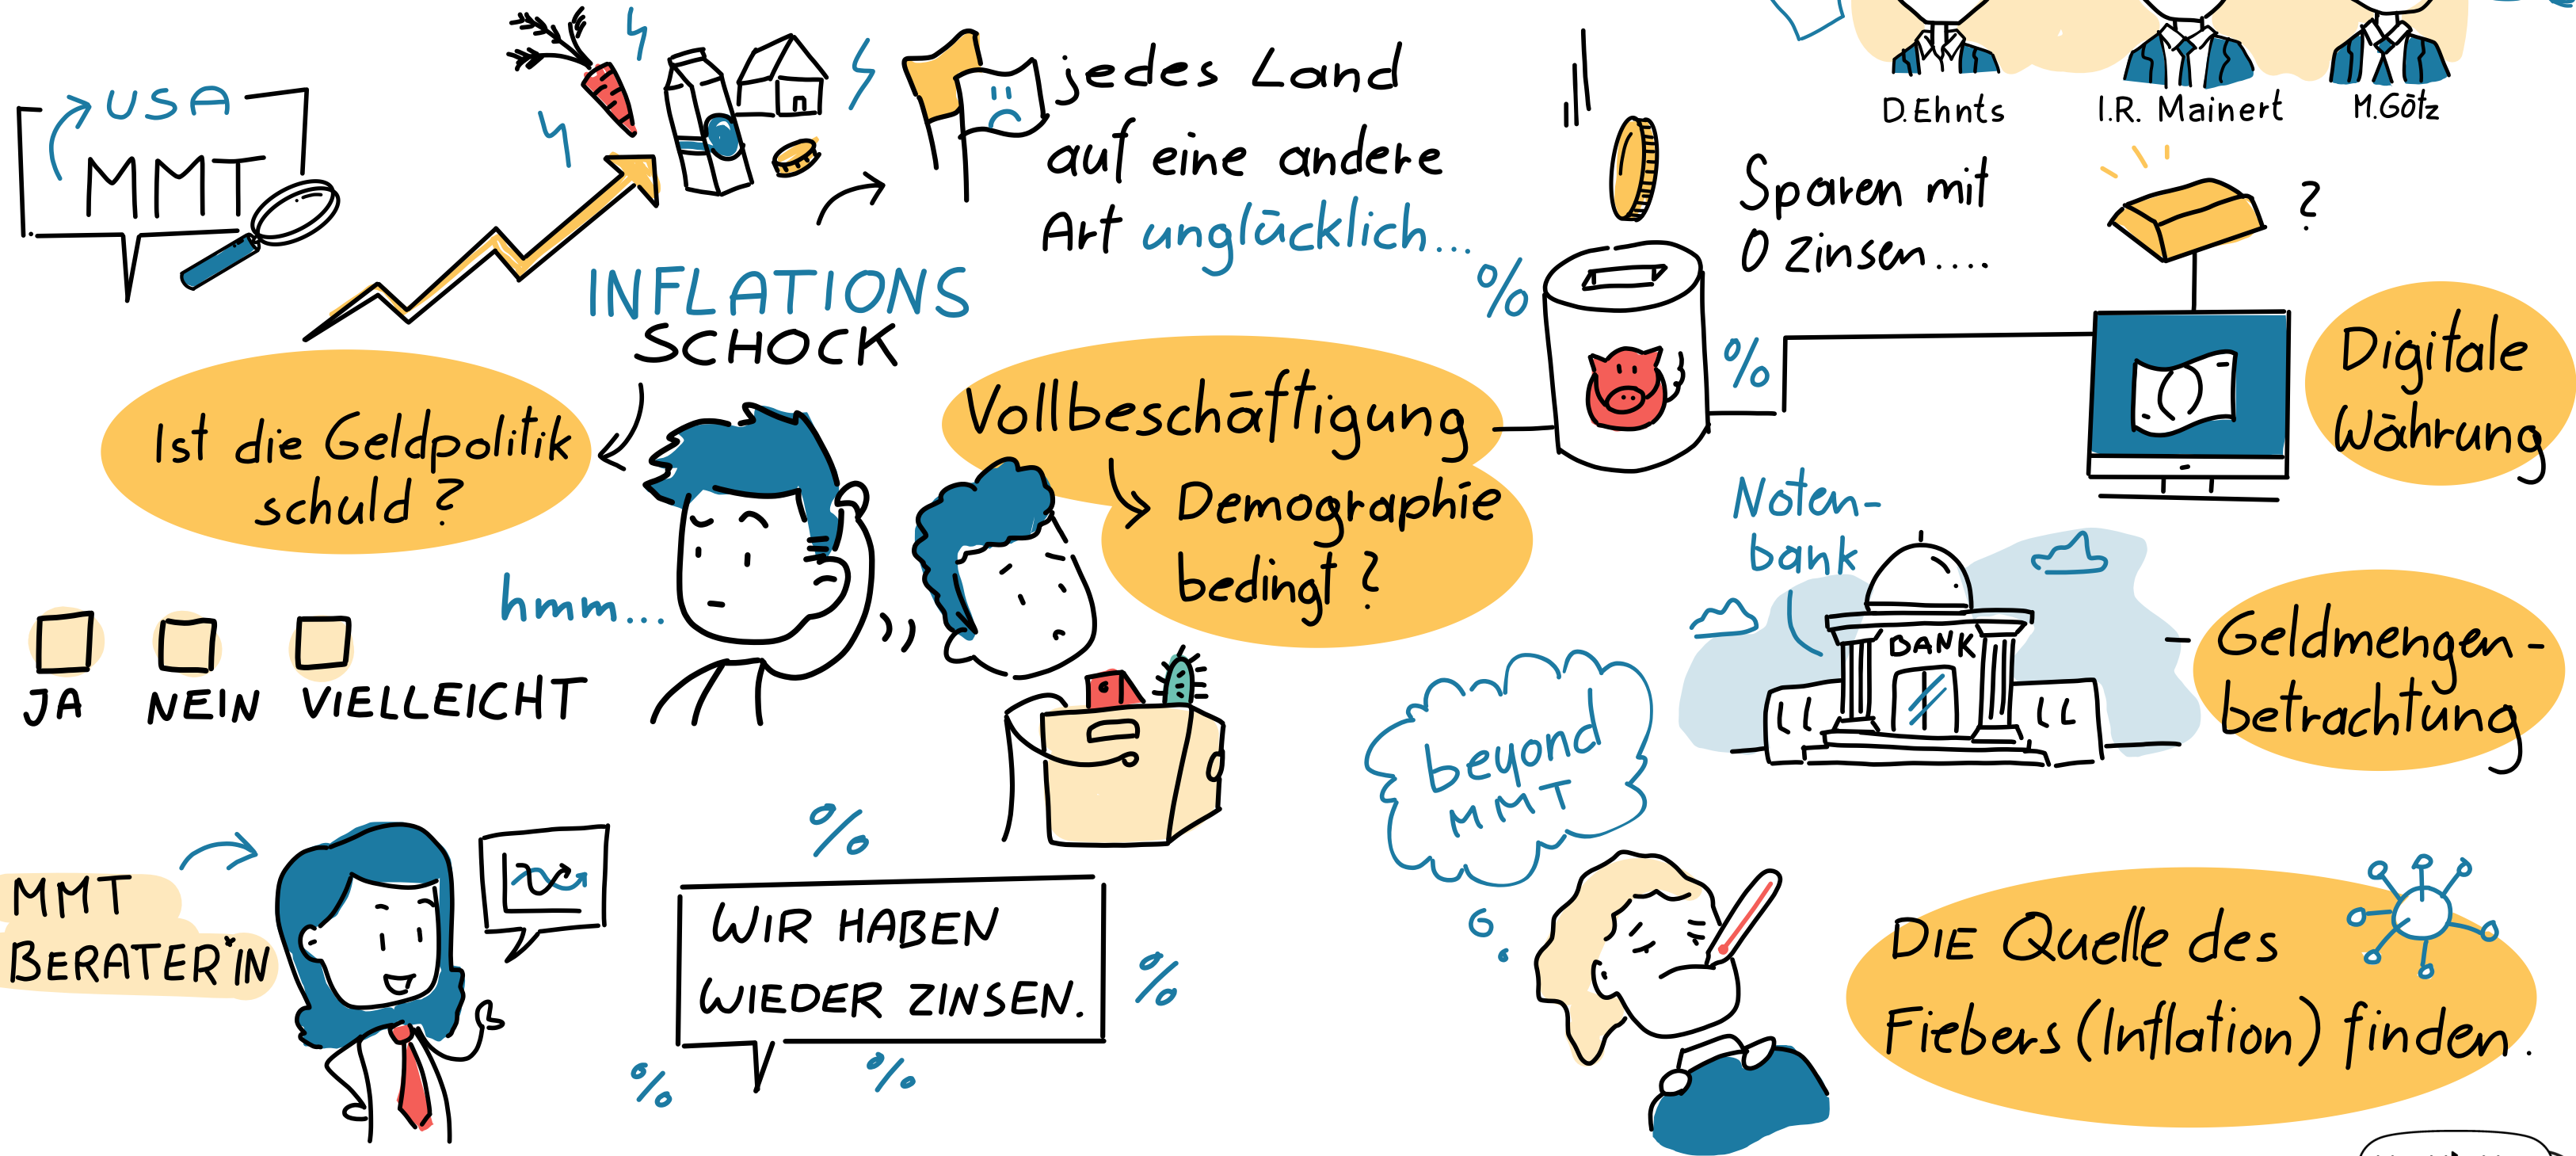 USA
MMT
jedes Land
auf eine andere
Art unglücklich...
INFLATIONS
SCHOCK
Ist die Geldpolitik
schuld?
JA NEIN VIELLEICHT
hmm...
Vollbeschäftigung
Demographie
bedingt?
D.Ehnts I.R. Mainert M.Götz
Sparen mit
0 Zinsen....
?
%
%
Digitale
Währung
Noten-
bank
BANK
Geldmengen-
betrachtung
MMT
BERATER*IN
%
WIR HABEN
WIEDER ZINSEN.
%
%
%
beyond
MMT
DIE Quelle des
Fiebers (Inflation) finden.